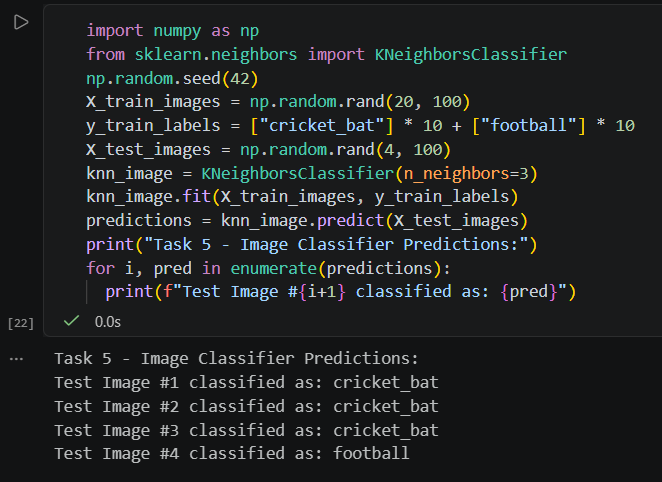 import numpy as np
from sklearn.neighbors import KNeighborsClassifier
np.random.seed(42)
X_train_images = np.random.rand(20, 100)
y_train_labels = ["cricket_bat"] * 10 + ["football"] * 10
X_test_images = np.random.rand(4, 100)
knn_image = KNeighborsClassifier(n_neighbors=3)
knn_image.fit(X_train_images, y_train_labels)
predictions = knn_image.predict(X_test_images)
print("Task 5 - Image Classifier Predictions:")
for i, pred in enumerate(predictions):
  print(f"Test Image #{i+1} classified as: {pred}")
[22] 0.0s
Task 5 - Image Classifier Predictions:
Test Image #1 classified as: cricket_bat
Test Image #2 classified as: cricket_bat
Test Image #3 classified as: cricket_bat
Test Image #4 classified as: football